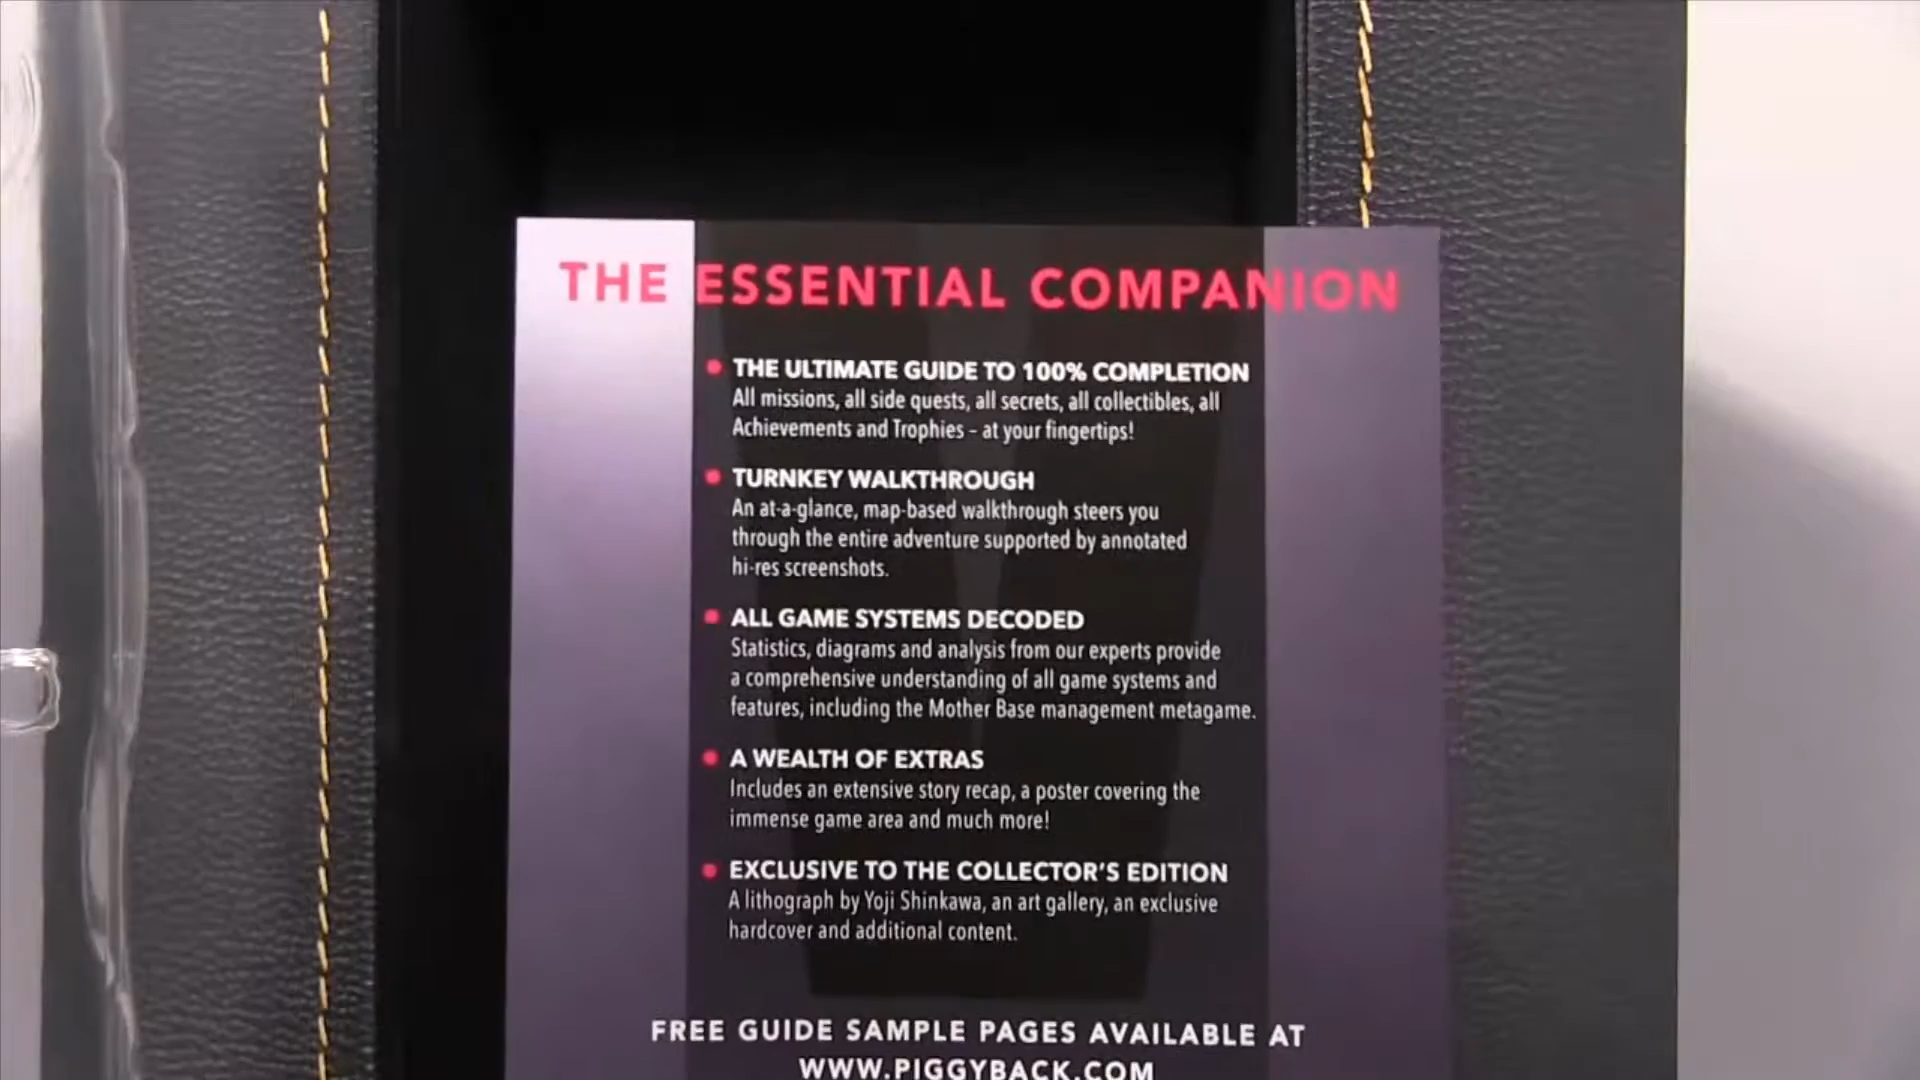 THE ESSENTIAL COMPANION
• THE ULTIMATE GUIDE TO 100% COMPLETION
All missions, all side quests, all secrets, all collectibles, all
Achievements and Trophies – at your fingertips!
• TURNKEY WALKTHROUGH
An at-a-glance, map-based walkthrough steers you
through the entire adventure supported by annotated
hi-res screenshots.
• ALL GAME SYSTEMS DECODED
Statistics, diagrams and analysis from our experts provide
a comprehensive understanding of all game systems and
features, including the Mother Base management metagame.
• A WEALTH OF EXTRAS
Includes an extensive story recap, a poster covering the
immense game area and much more!
• EXCLUSIVE TO THE COLLECTOR'S EDITION
A lithograph by Yoji Shinkawa, an art gallery, an exclusive
hardcover and additional content.
FREE GUIDE SAMPLE PAGES AVAILABLE AT
WWW.PIGGYBACK.COM